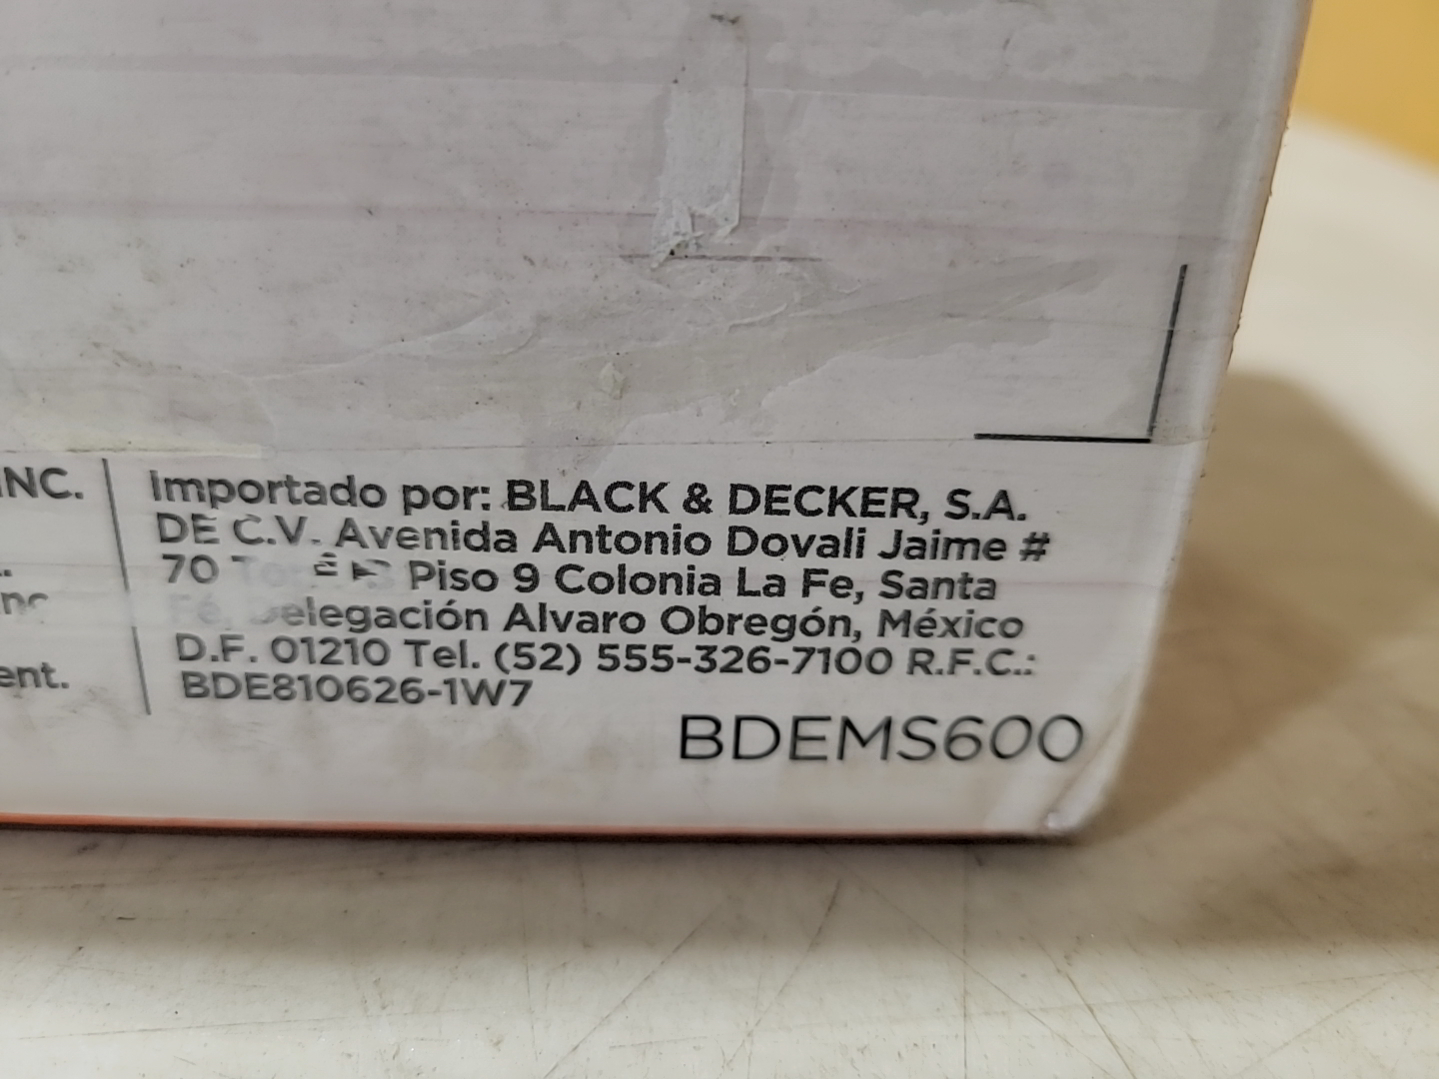 INC.
Importado por: BLACK & DECKER, S.A.
DE C.V. Avenida Antonio Dovali Jaime #
70 Piso 9 Colonia La Fe, Santa
Fé, Delegación Alvaro Obregón, México
D.F. 01210 Tel. (52) 555-326-7100 R.F.C.:
BDE810626-1W7
BDEMS600